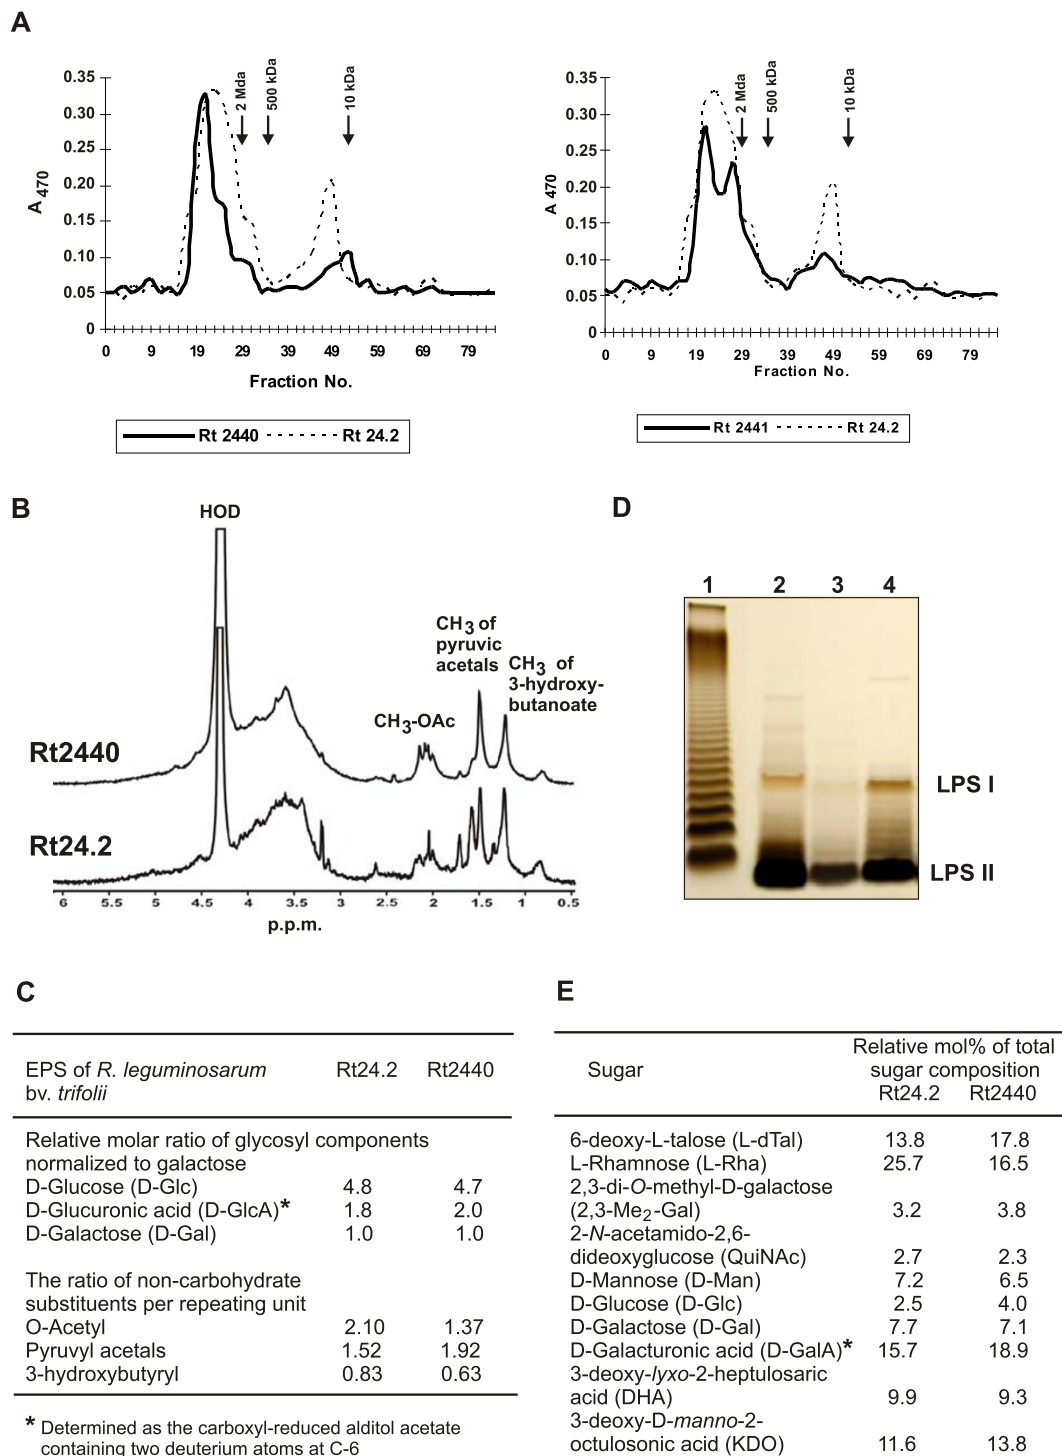 A
0.35
0.30
0.25
0.20
0.15
0.10
0.05
0
A 470
2 Mda
500 kDa
10 kDa
0 9 19 29 39 49 59 69 79
Fraction No.
Rt 2440 Rt 24.2
0.35
0.30
0.25
0.20
0.15
0.10
0.05
0
A 470
2 Mda
500 kDa
10 kDa
0 9 19 29 39 49 59 69 79
Fraction No.
Rt 2441 Rt 24.2
B
HOD
CH3 of
pyruvic
acetals
CH3 of
3-hydroxy-
butanoate
CH3-OAc
Rt2440
Rt24.2
6 5.5 5 4.5 4 3.5 3 2.5 2 1.5 1 0.5
p.p.m.
D
1 2 3 4
LPS I
LPS II
C
EPS of R. leguminosarum Rt24.2 Rt2440
bv. trifolii
Relative molar ratio of glycosyl components
normalized to galactose
D-Glucose (D-Glc) 4.8 4.7
D-Glucuronic acid (D-GlcA)* 1.8 2.0
D-Galactose (D-Gal) 1.0 1.0
The ratio of non-carbohydrate
substituents per repeating unit
O-Acetyl 2.10 1.37
Pyruvyl acetals 1.52 1.92
3-hydroxybutyryl 0.83 0.63
* Determined as the carboxyl-reduced alditol acetate
containing two deuterium atoms at C-6
E
Relative mol% of total
Sugar sugar composition
Rt24.2 Rt2440
6-deoxy-L-talose (L-dTal) 13.8 17.8
L-Rhamnose (L-Rha) 25.7 16.5
2,3-di-O-methyl-D-galactose
(2,3-Me2-Gal) 3.2 3.8
2-N-acetamido-2,6-
dideoxyglucose (QuiNAc) 2.7 2.3
D-Mannose (D-Man) 7.2 6.5
D-Glucose (D-Glc) 2.5 4.0
D-Galactose (D-Gal) 7.7 7.1
D-Galacturonic acid (D-GalA)* 15.7 18.9
3-deoxy-lyxo-2-heptulosaric
acid (DHA) 9.9 9.3
3-deoxy-D-manno-2-
octulosonic acid (KDO) 11.6 13.8